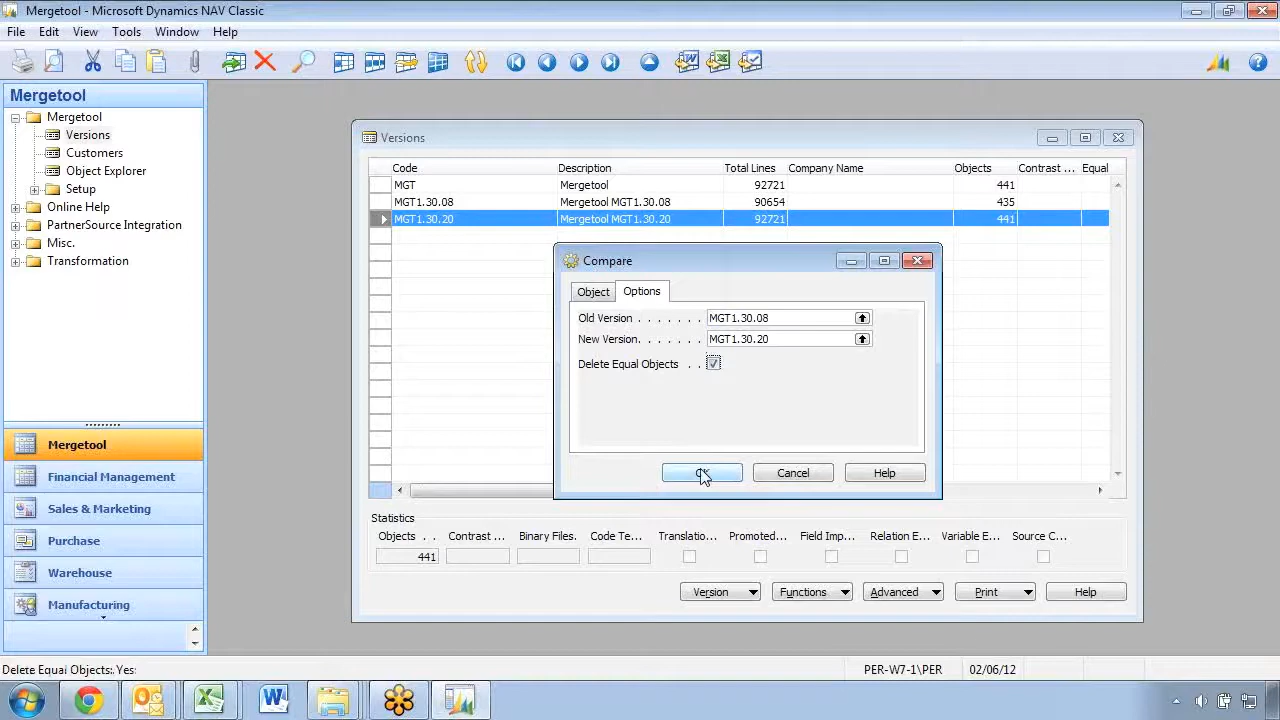 Mergetool - Microsoft Dynamics NAV Classic
File Edit View Tools Window Help
Mergetool
Mergetool
Versions
Customers
Object Explorer
Setup
Online Help
PartnerSource Integration
Misc.
Transformation
Mergetool
Financial Management
Sales & Marketing
Purchase
Warehouse
Manufacturing
Versions
Code Description Total Lines Company Name Objects Contrast ... Equal
MGT Mergetool 92721 441
MGT1.30.08 Mergetool MGT1.30.08 90654 435
MGT1.30.20 Mergetool MGT1.30.20 92721 441
Compare
Object Options
Old Version . . . . . . . MGT1.30.08
New Version. . . . . . . MGT1.30.20
Delete Equal Objects . .
Cancel Help
Statistics
Objects . . Contrast ... Binary Files. Code Te... Translatio... Promoted... Field Imp... Relation E... Variable E... Source C...
441
Version Functions Advanced Print Help
Delete Equal Objects:.Yes: PER-W7-1\PER 02/06/12